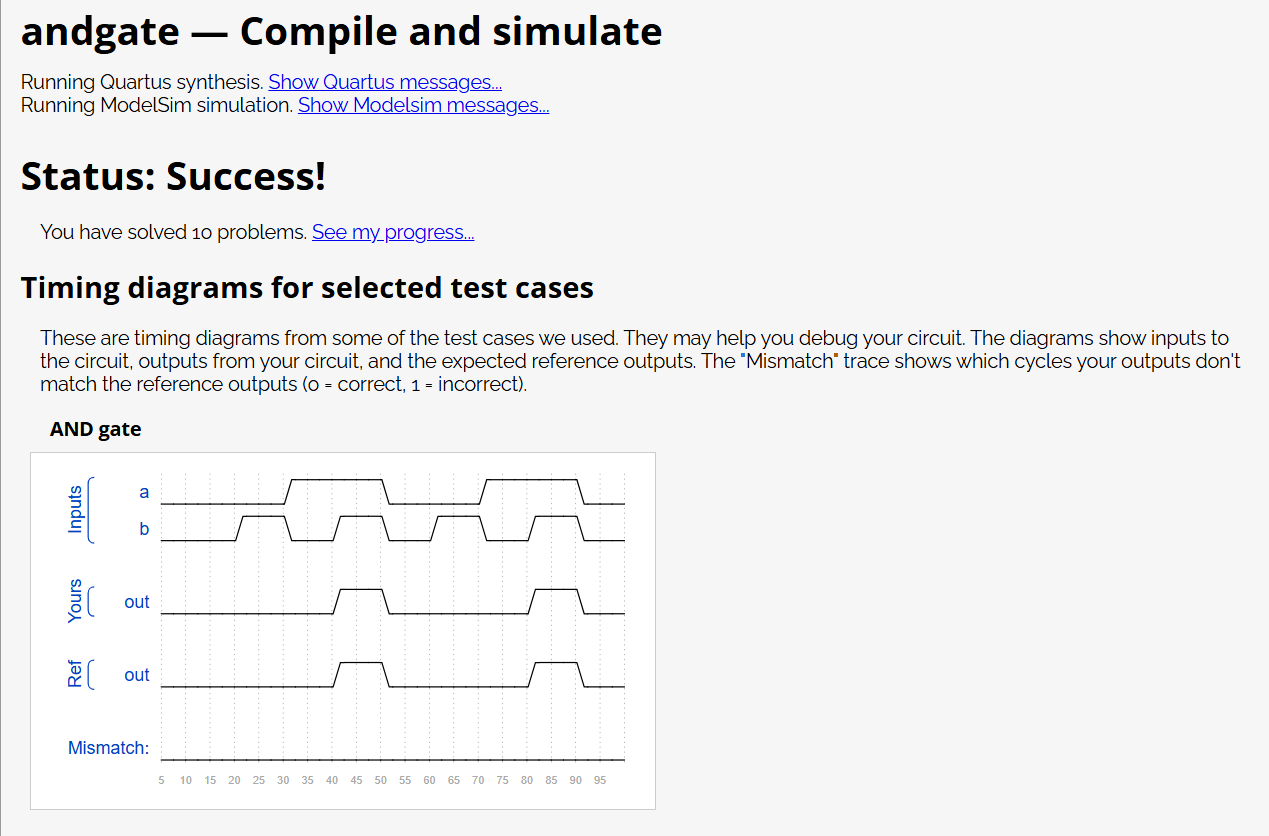 andgate — Compile and simulate
Running Quartus synthesis. Show Quartus messages...
Running ModelSim simulation. Show Modelsim messages...
Status: Success!
You have solved 10 problems. See my progress...
Timing diagrams for selected test cases
These are timing diagrams from some of the test cases we used. They may help you debug your circuit. The diagrams show inputs to
the circuit, outputs from your circuit, and the expected reference outputs. The "Mismatch" trace shows which cycles your outputs don't
match the reference outputs (0 = correct, 1 = incorrect).
AND gate
Inputs
a
b
Yours
out
Ref
out
Mismatch:
5 10 15 20 25 30 35 40 45 50 55 60 65 70 75 80 85 90 95